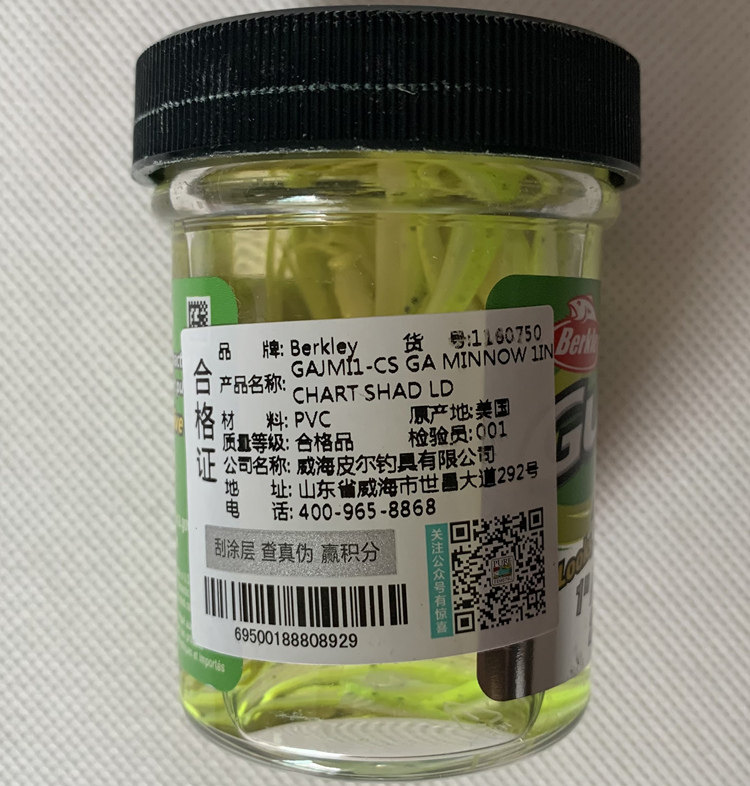 合格证
品 牌: Berkley 货 号:1160750
产品名称: GAJMI1-CS GA MINNOW 1IN
CHART SHAD LD
材 料: PVC 原产地: 美国
质量等级: 合格品 检验员: 001
公司名称: 威海皮尔钓具有限公司
地 址: 山东省威海市世昌大道292号
电 话: 400-965-8868
刮涂层 查真伪 赢积分
关注公众号有惊喜
69500188808929
Berkley
et Importés